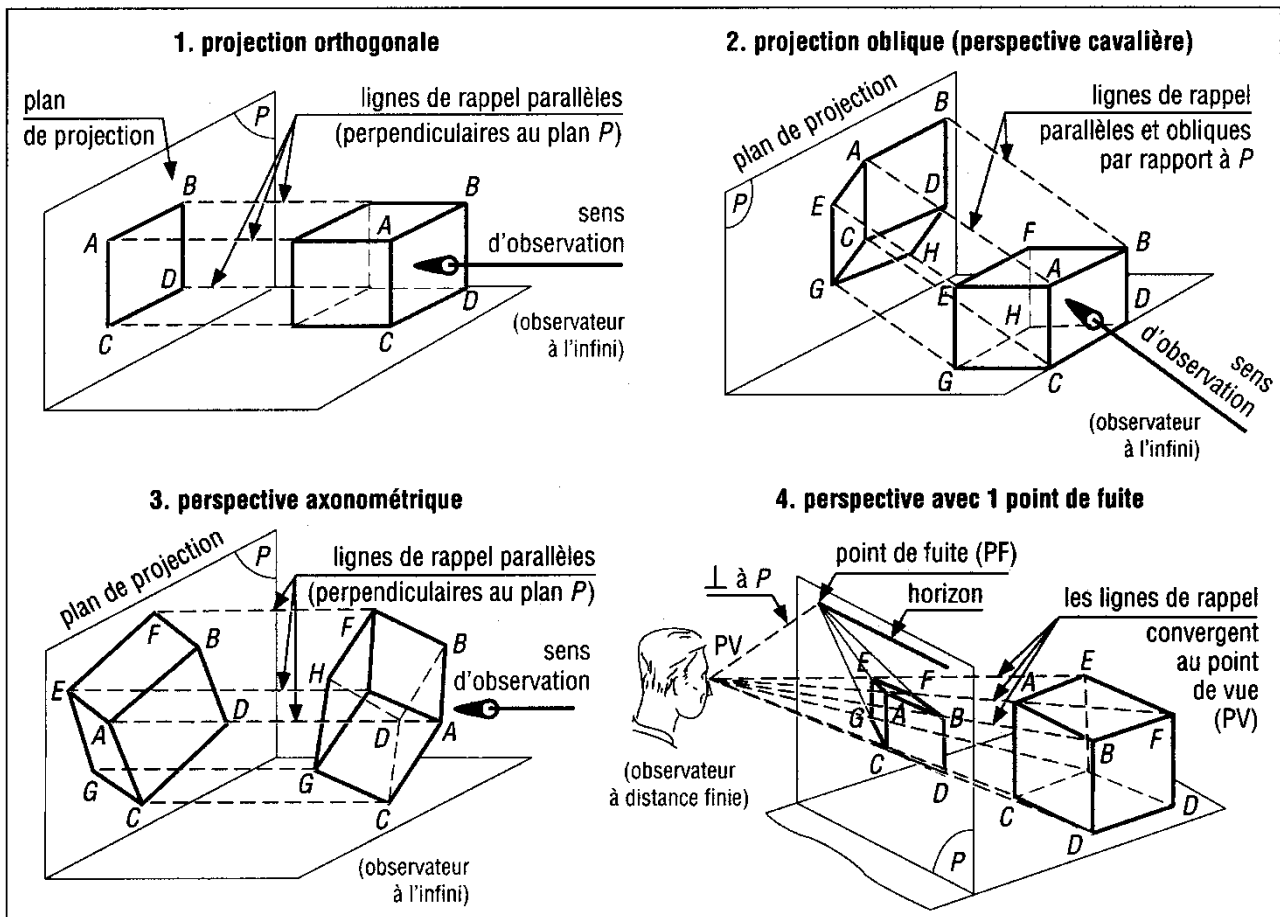 1. projection orthogonale
plan
de projection
P
lignes de rappel parallèles
(perpendiculaires au plan P)
B
A
D
C
B
A
D
C
sens
d'observation
(observateur
à l'infini)
2. projection oblique (perspective cavalière)
plan de projection
P
lignes de rappel
parallèles et obliques
par rapport à P
B
A
D
E
C
H
G
F
B
A
E
D
H
G
C
sens
d'observation
(observateur
à l'infini)
3. perspective axonométrique
plan de projection
P
lignes de rappel parallèles
(perpendiculaires au plan P)
F
B
E
D
A
G
C
F
B
H
D
A
G
C
sens
d'observation
(observateur
à l'infini)
4. perspective avec 1 point de fuite
point de fuite (PF)
⊥ à P
horizon
les lignes de rappel
convergent
au point
de vue
(PV)
PV
(observateur
à distance finie)
E
F
G
A
B
C
D
P
E
A
B
F
C
D
D